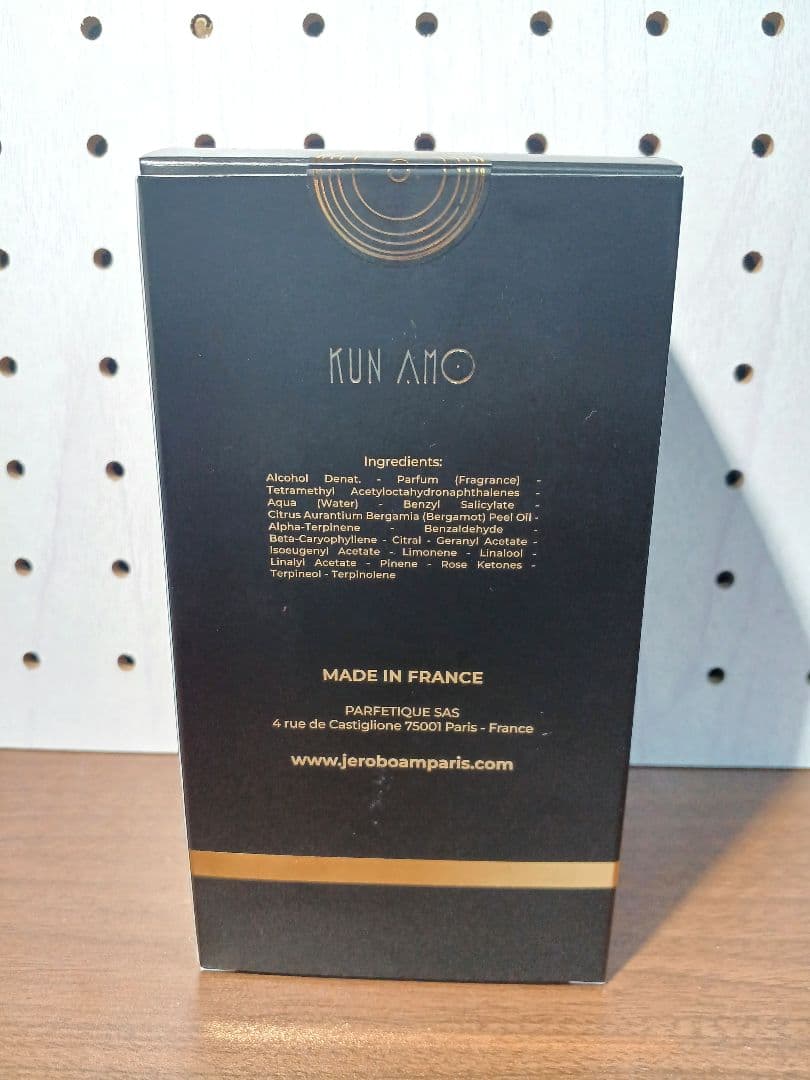 KUN AMO
Ingredients:
Alcohol Denat. - Parfum (Fragrance) -
Tetramethyl Acetyloctahydronaphthalenes -
Aqua (Water) - Benzyl Salicylate -
Citrus Aurantium Bergamia (Bergamot) Peel Oil -
Alpha-Terpinene - Benzaldehyde -
Beta-Caryophyllene - Citral - Geranyl Acetate -
Isoeugenyl Acetate - Limonene - Linalool -
Linalyl Acetate - Pinene - Rose Ketones -
Terpineol - Terpinolene
MADE IN FRANCE
PARFETIQUE SAS
4 rue de Castiglione 75001 Paris - France
www.jeroboamparis.com